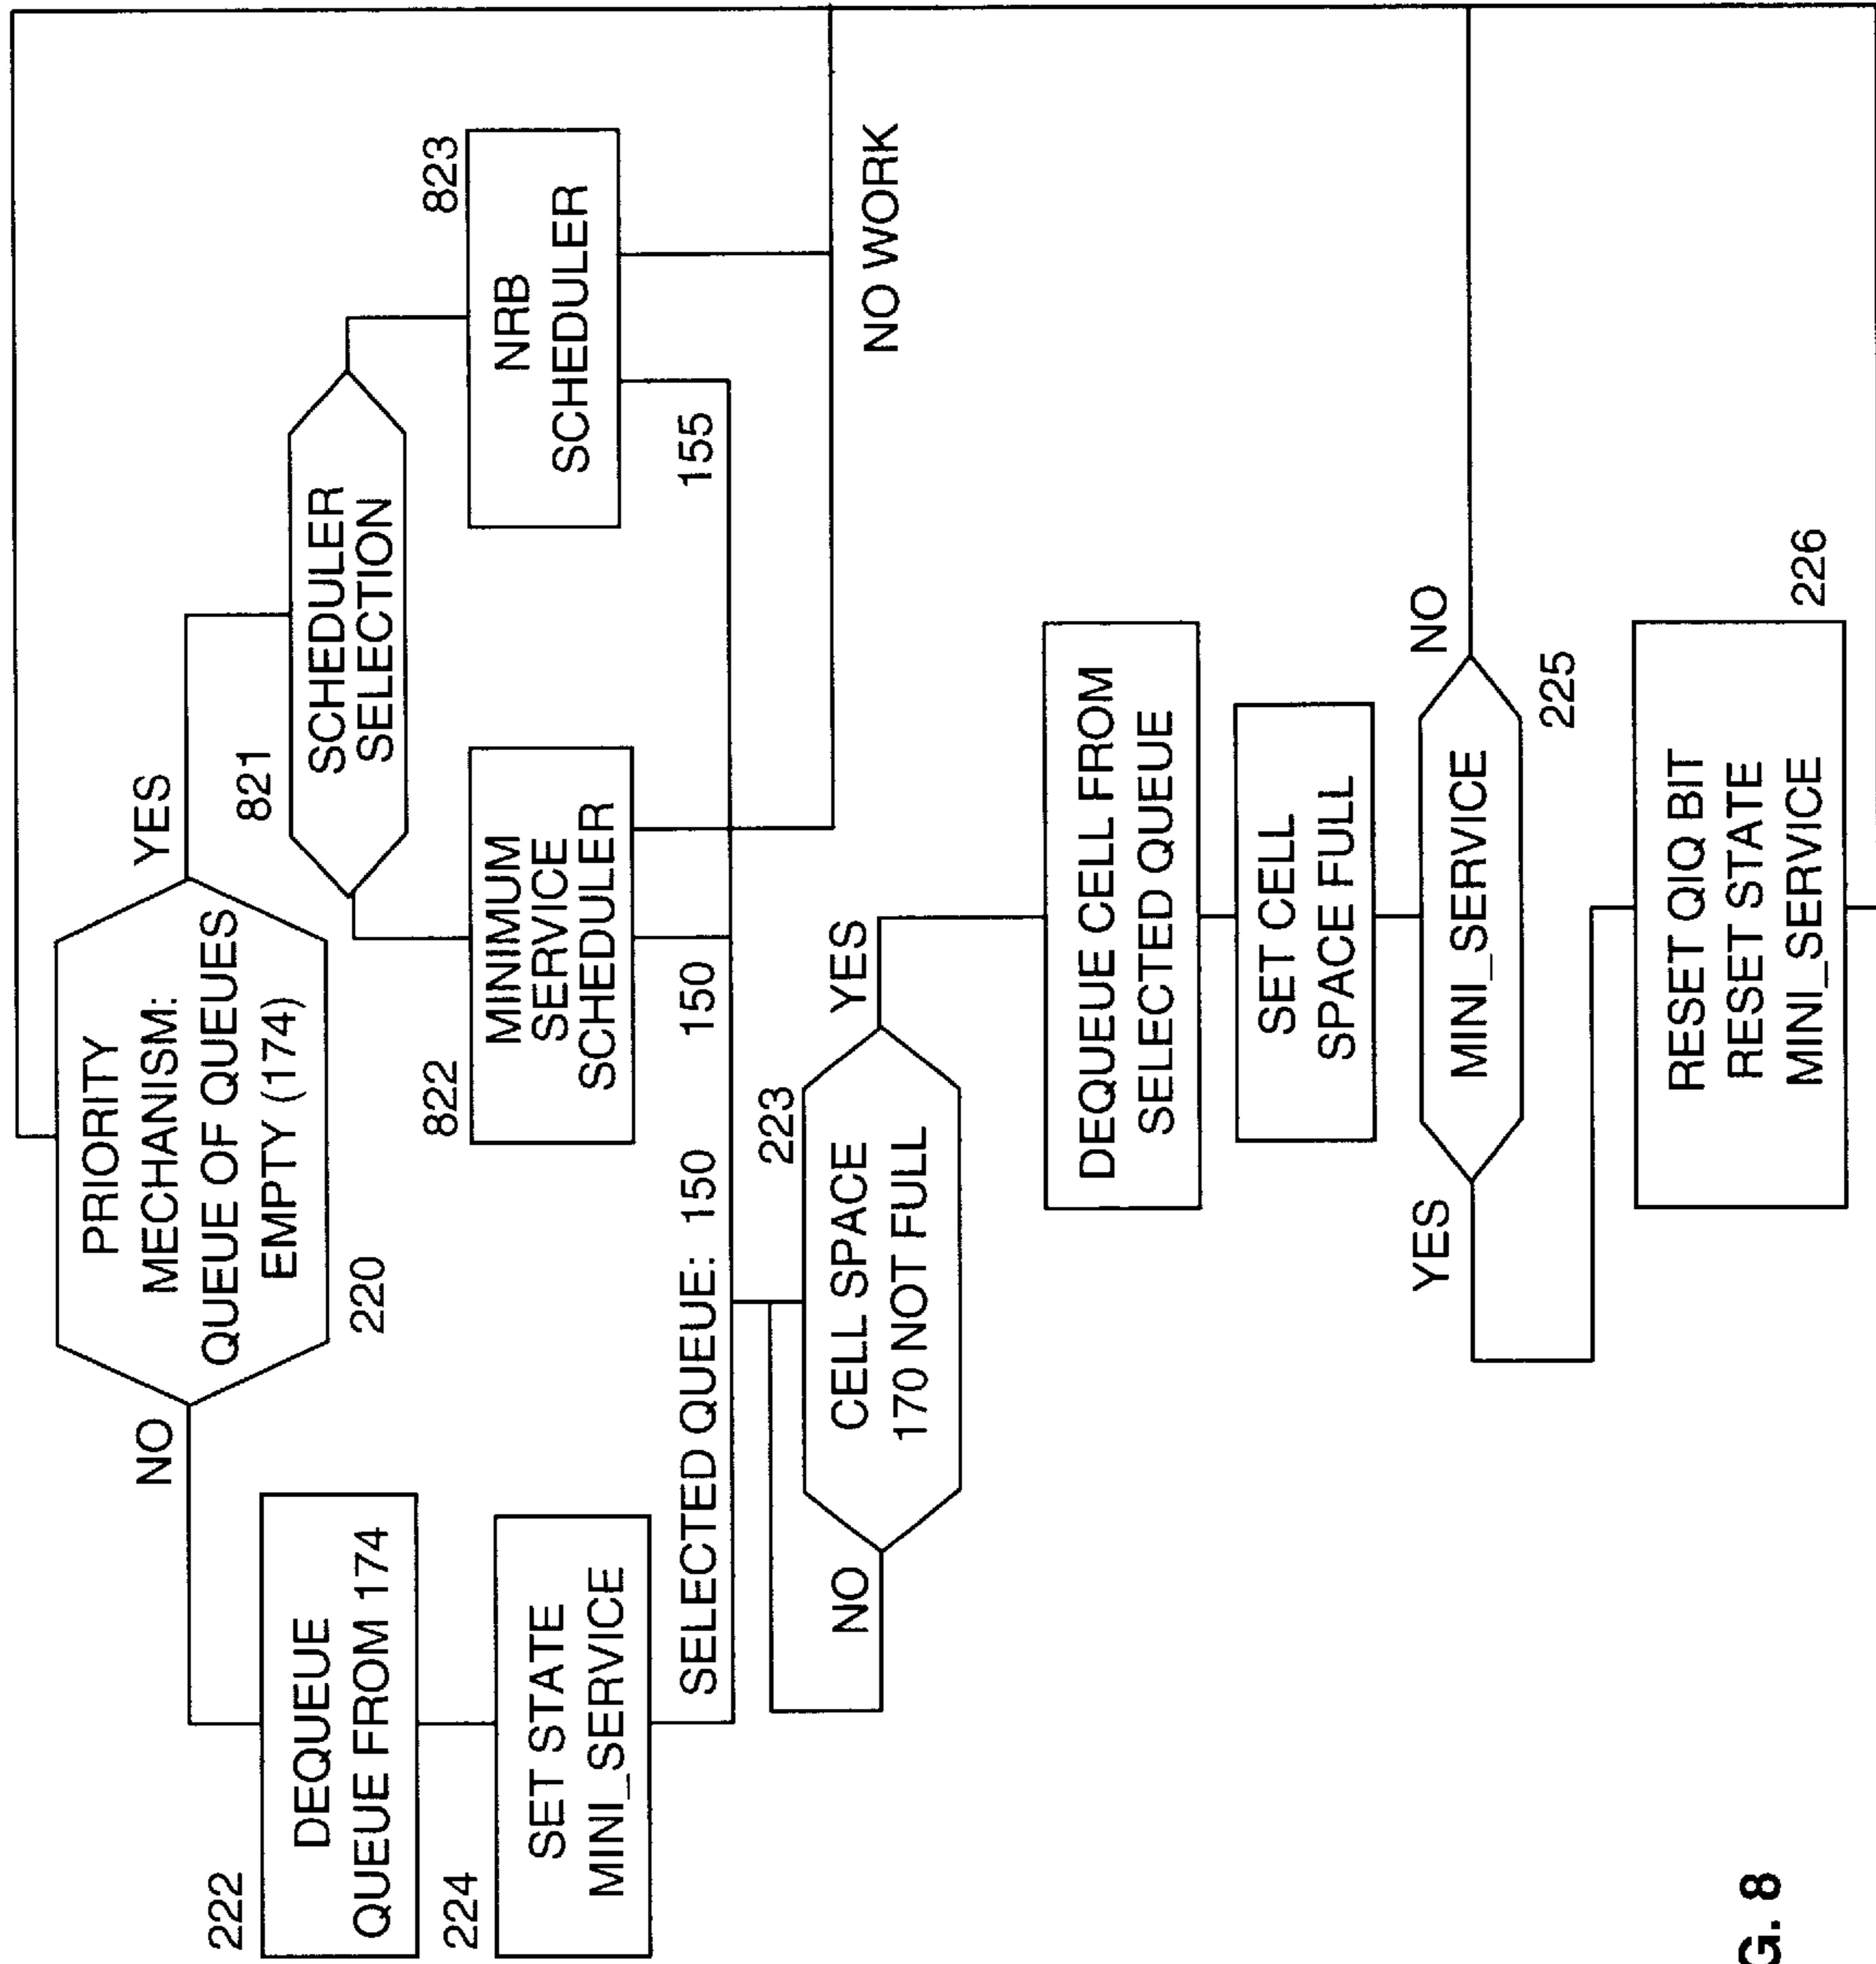 PRIORITY
MECHANISM:
QUEUE OF QUEUES
EMPTY (174)
220
NO
YES
222
DEQUEUE
QUEUE FROM 174
224
SET STATE
MINI_SERVICE
821
SCHEDULER
SELECTION
822
MINIMUM
SERVICE
SCHEDULER
823
NRB
SCHEDULER
SELECTED QUEUE: 150
150
155
NO WORK
223
CELL SPACE
170 NOT FULL
NO
YES
DEQUEUE CELL FROM
SELECTED QUEUE
SET CELL
SPACE FULL
MINI_SERVICE
YES
NO
225
RESET QIQ BIT
RESET STATE
MINI_SERVICE
226
G. 8